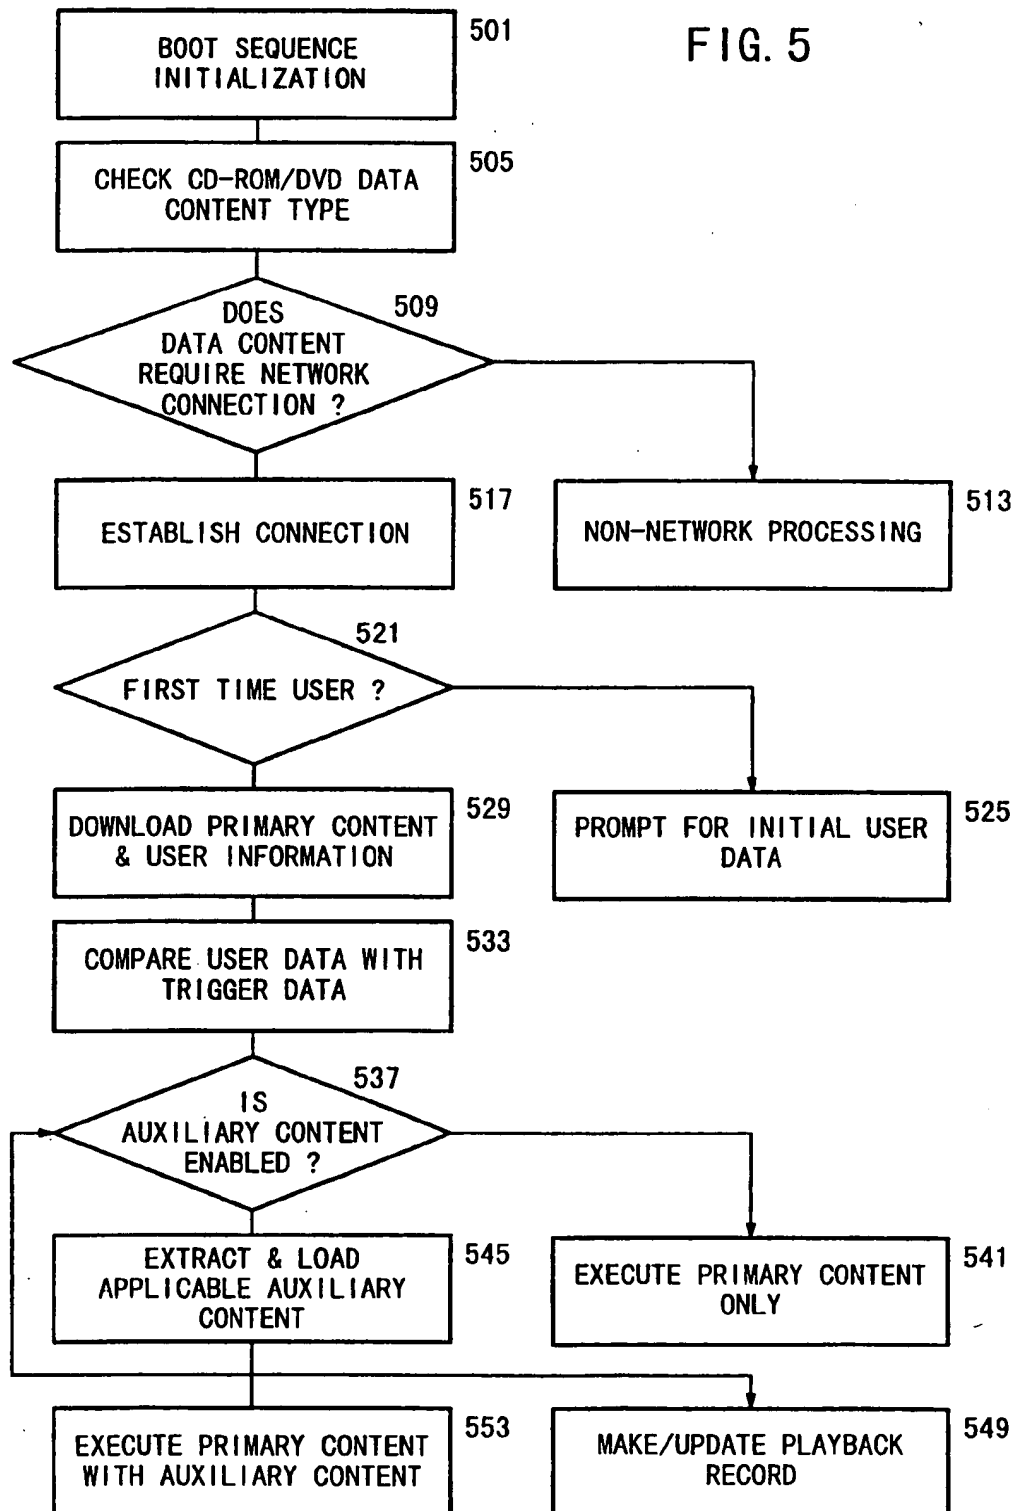 FIG. 5
BOOT SEQUENCE
INITIALIZATION
501
CHECK CD-ROM/DVD DATA
CONTENT TYPE
505
DOES
DATA CONTENT
REQUIRE NETWORK
CONNECTION ?
509
ESTABLISH CONNECTION
517
NON-NETWORK PROCESSING
513
FIRST TIME USER ?
521
DOWNLOAD PRIMARY CONTENT
& USER INFORMATION
529
PROMPT FOR INITIAL USER
DATA
525
COMPARE USER DATA WITH
TRIGGER DATA
533
IS
AUXILIARY CONTENT
ENABLED ?
537
EXTRACT & LOAD
APPLICABLE AUXILIARY
CONTENT
545
EXECUTE PRIMARY CONTENT
ONLY
541
EXECUTE PRIMARY CONTENT
WITH AUXILIARY CONTENT
553
MAKE/UPDATE PLAYBACK
RECORD
549